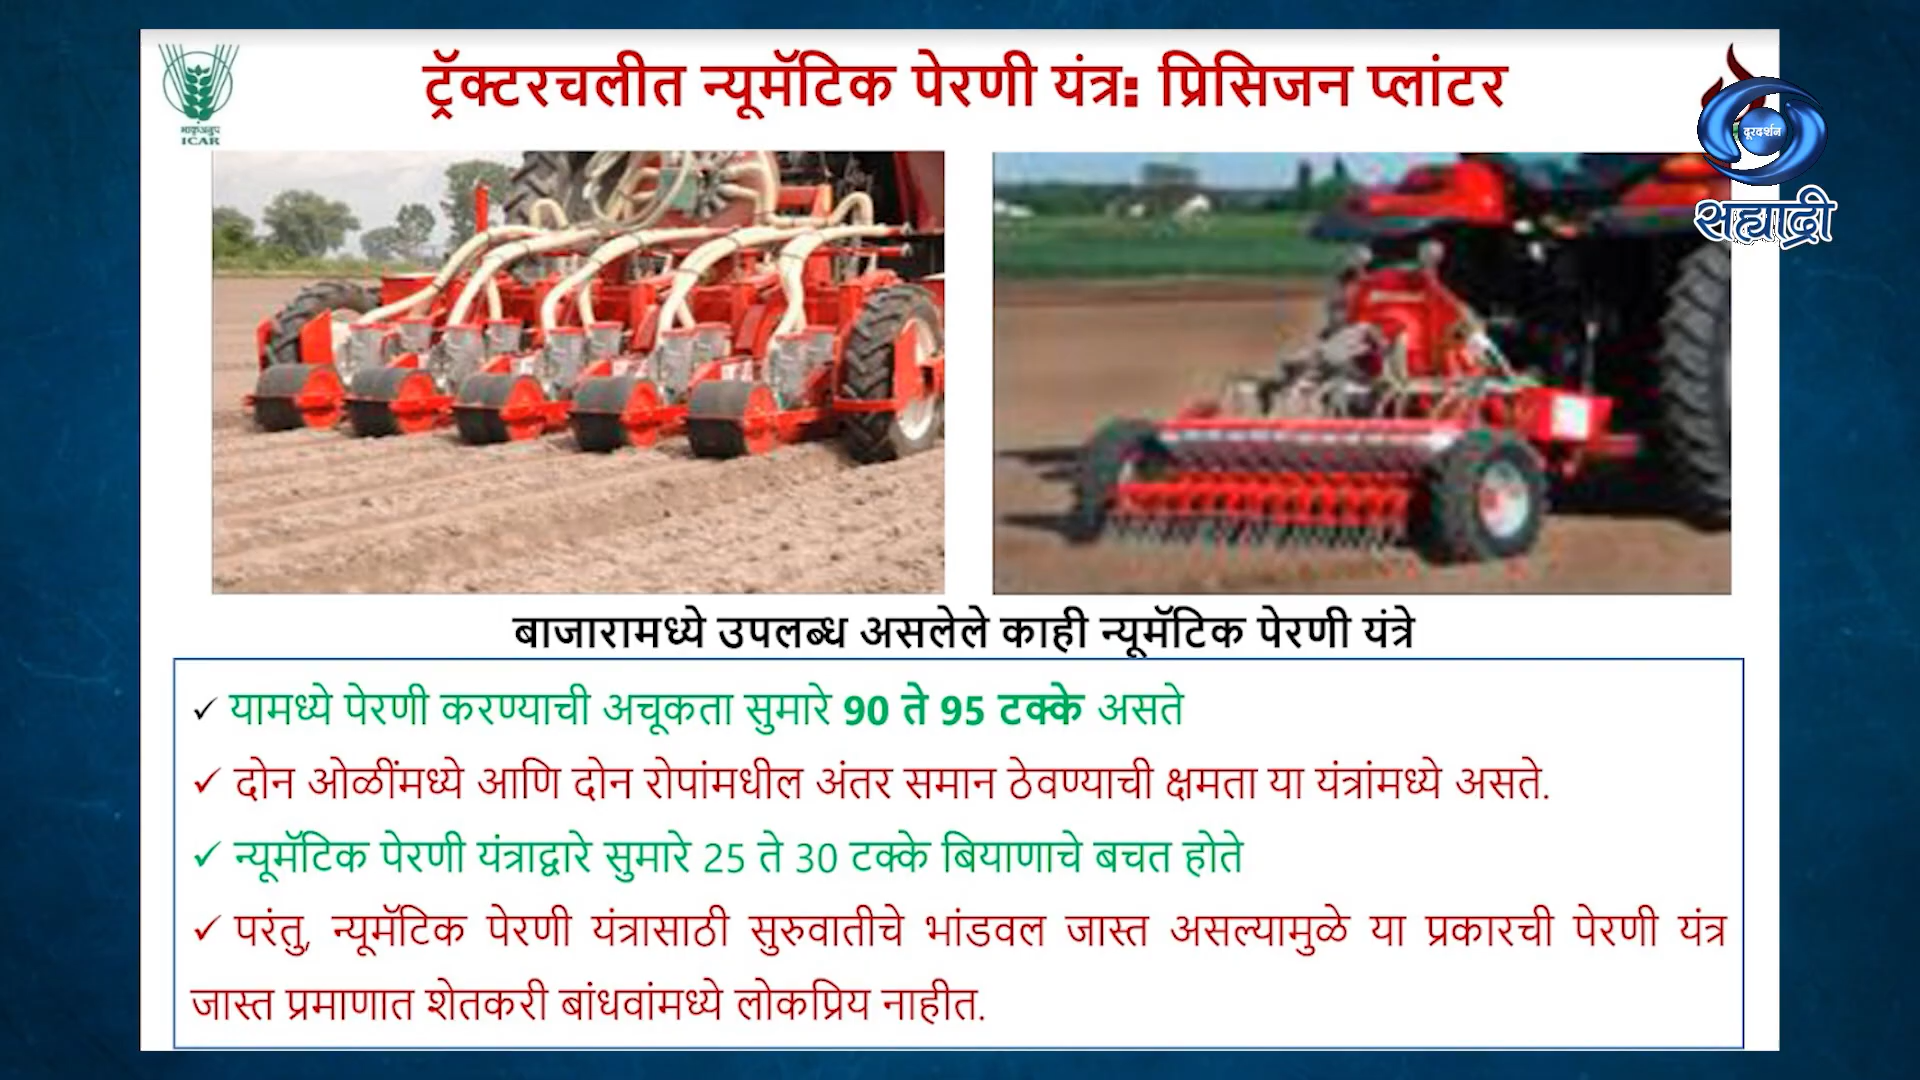 ट्रॅक्टरचलीत न्यूमॅटिक पेरणी यंत्र: प्रिसिजन प्लांटर
भाकृअनुप
ICAR
दूरदर्शन
सह्याद्री
बाजारामध्ये उपलब्ध असलेले काही न्यूमॅटिक पेरणी यंत्रे
✓ यामध्ये पेरणी करण्याची अचूकता सुमारे 90 ते 95 टक्के असते
✓ दोन ओळींमध्ये आणि दोन रोपांमधील अंतर समान ठेवण्याची क्षमता या यंत्रांमध्ये असते.
✓ न्यूमॅटिक पेरणी यंत्राद्वारे सुमारे 25 ते 30 टक्के बियाणाचे बचत होते
✓ परंतु, न्यूमॅटिक पेरणी यंत्रासाठी सुरुवातीचे भांडवल जास्त असल्यामुळे या प्रकारची पेरणी यंत्र
जास्त प्रमाणात शेतकरी बांधवांमध्ये लोकप्रिय नाहीत.